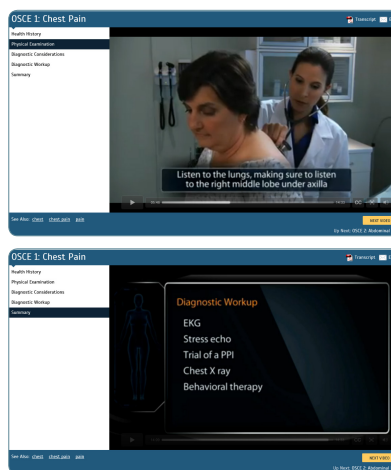 OSCE 1: Chest Pain
Transcript
Health History
Physical Examination
Diagnostic Considerations
Diagnostic Workup
Summary
Listen to the lungs, making sure to listen
to the right middle lobe under axilla
CC
See Also: chest chest pain pain
NEXT VIDEO
Up Next: OSCE 2: Abdominal
OSCE 1: Chest Pain
Transcript
Health History
Physical Examination
Diagnostic Considerations
Diagnostic Workup
Summary
Diagnostic Workup
EKG
Stress echo
Trial of a PPI
Chest X ray
Behavioral therapy
See Also: chest chest pain pain
NEXT VIDEO
Up Next: OSCE 2: Abdominal